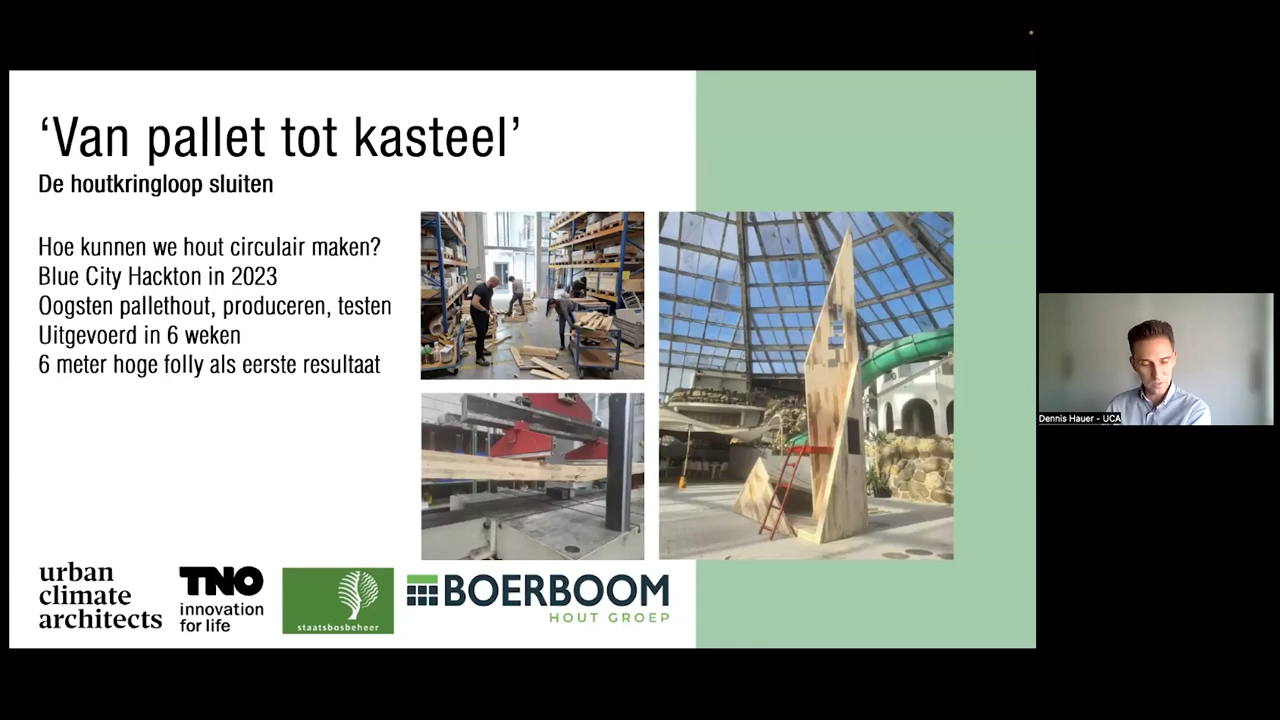 ‘Van pallet tot kasteel’
De houtkringloop sluiten
Hoe kunnen we hout circulair maken?
Blue City Hackton in 2023
Oogsten pallethout, produceren, testen
Uitgevoerd in 6 weken
6 meter hoge folly als eerste resultaat
urban
climate
architects
TNO
innovation
for life
staatsbosbeheer
BOERBOOM
HOUT GROEP
Dennis Hauer - UCA